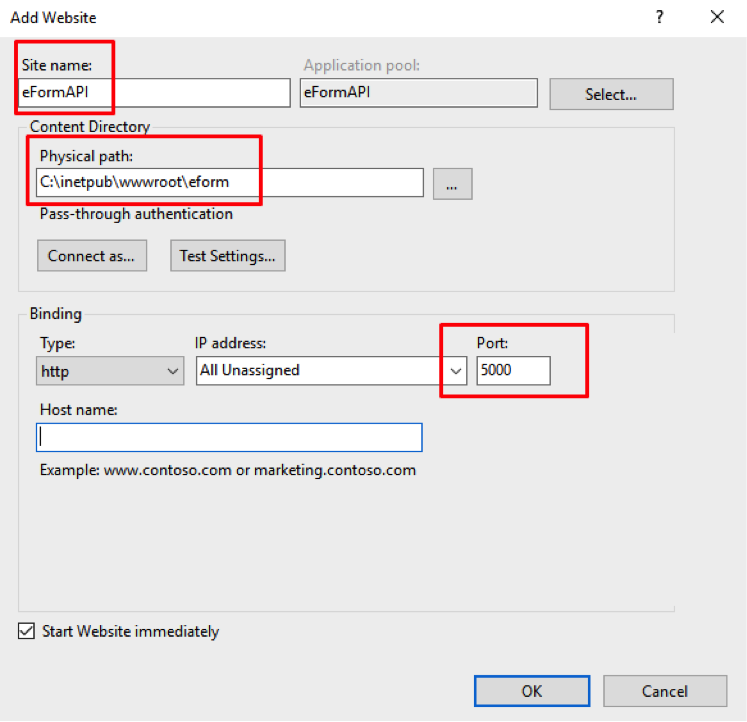 Add Website
?
Site name:
Application pool:
eFormAPI
eFormAPI
Select...
Content Directory
Physical path:
C:\inetpub\wwwroot\eform
...
Pass-through authentication
Connect as...
Test Settings...
Binding
Type:
IP address:
Port:
http
All Unassigned
5000
Host name:
Example: www.contoso.com or marketing.contoso.com
Start Website immediately
OK
Cancel